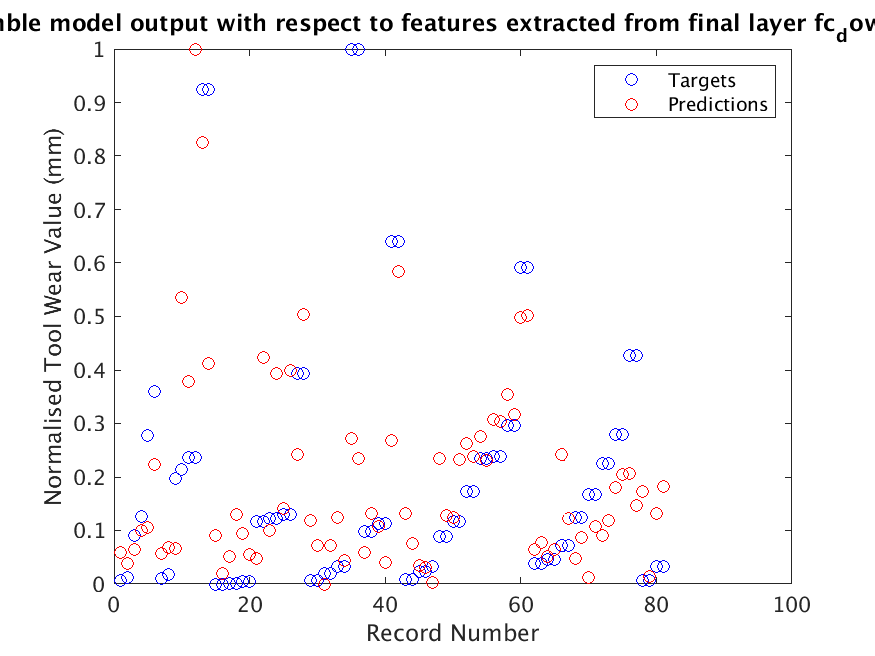 model output with respect to features extracted from final layer
1
0.9
0.8
0.7
0.6
0.5
0.4
0.3
0.2
0.1
0
Normalised Tool Wear Value (mm)
Targets
Predictions
0 20 40 60 80 100
Record Number